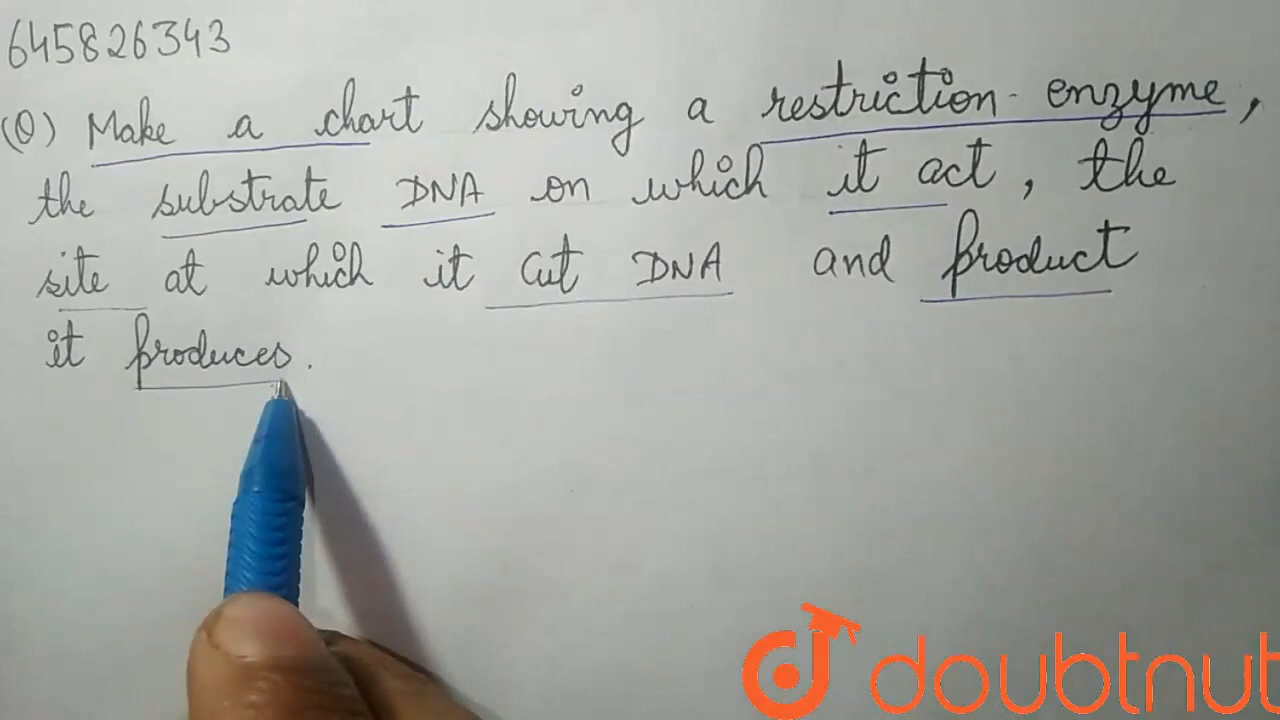 645826343
(Q) Make a chart showing a restriction enzyme,
the substrate DNA on which it act, the
site at which it cut DNA and product
it produces.
doubtnut